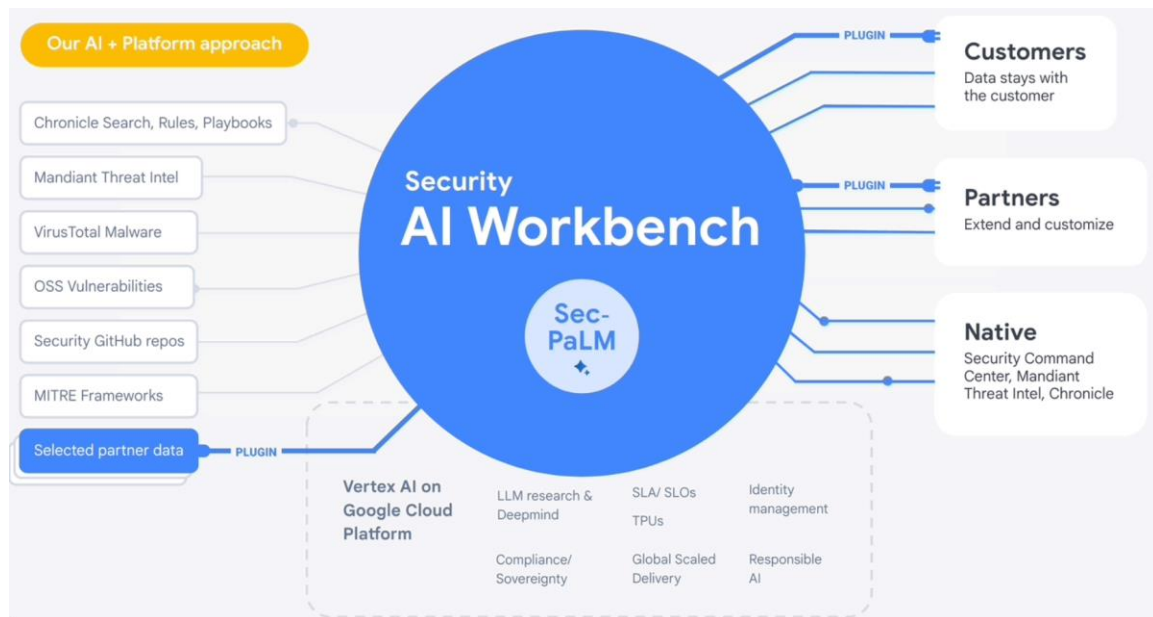 Our AI + Platform approach
Chronicle Search, Rules, Playbooks
Mandiant Threat Intel
VirusTotal Malware
OSS Vulnerabilities
Security GitHub repos
MITRE Frameworks
Selected partner data
PLUGIN
Security
AI Workbench
Sec-
PaLM
PLUGIN
Customers
Data stays with
the customer
PLUGIN
Partners
Extend and customize
Native
Security Command
Center, Mandiant
Threat Intel, Chronicle
Vertex AI on
Google Cloud
Platform
LLM research &
Deepmind
SLA/ SLOs
TPUs
Identity
management
Compliance/
Sovereignty
Global Scaled
Delivery
Responsible
AI